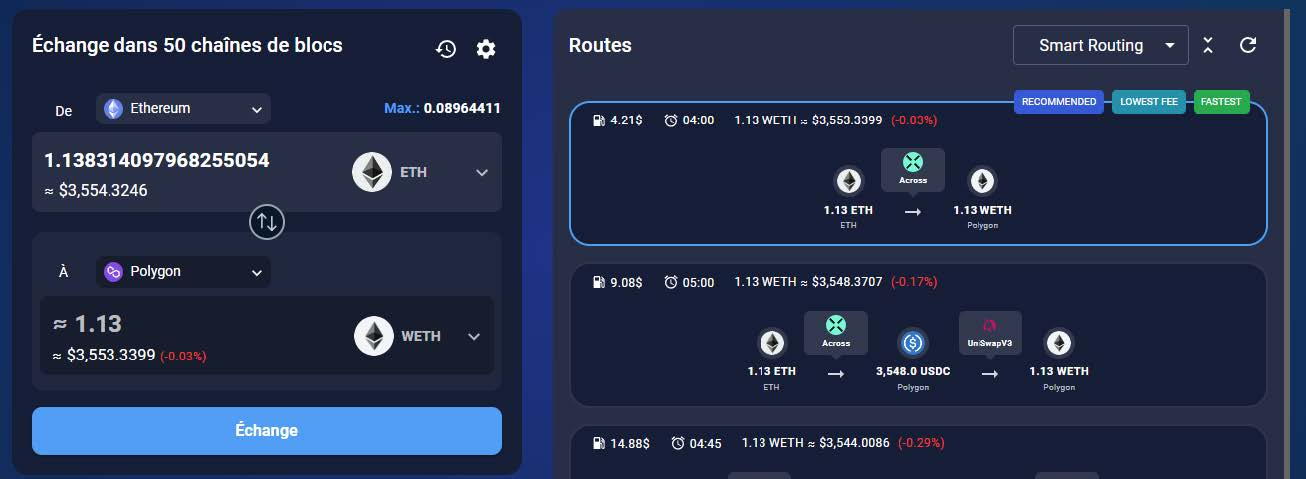 Échange dans 50 chaînes de blocs
De
Ethereum
Max.: 0.08964411
1.138314097968255054
ETH
≈ $3,554.3246
À
Polygon
≈ 1.13
WETH
≈ $3,553.3399 (-0.03%)
Échange
Routes
Smart Routing
RECOMMENDED
LOWEST FEE
FASTEST
4.21$
04:00
1.13 WETH ≈ $3,553.3399 (-0.03%)
Across
1.13 ETH
1.13 WETH
ETH
Polygon
9.08$
05:00
1.13 WETH ≈ $3,548.3707 (-0.17%)
Across
UniSwapV3
1.13 ETH
3,548.0 USDC
1.13 WETH
ETH
Polygon
Polygon
14.88$
04:45
1.13 WETH ≈ $3,544.0086 (-0.29%)